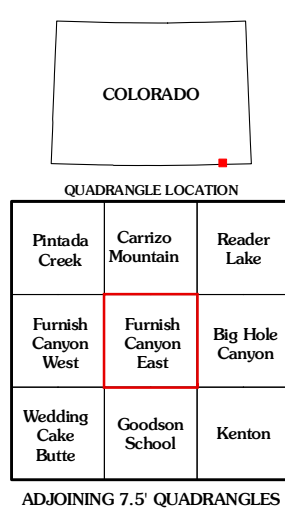 COLORADO
QUADRANGLE LOCATION
Pintada
Creek
Carrizo
Mountain
Reader
Lake
Furnish
Canyon
West
Furnish
Canyon
East
Big Hole
Canyon
Wedding
Cake
Butte
Goodson
School
Kenton
ADJOINING 7.5' QUADRANGLES